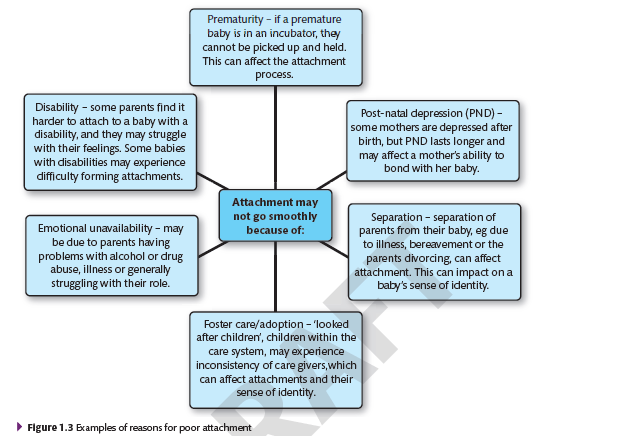 Prematurity – if a premature
baby is in an incubator, they
cannot be picked up and held.
This can affect the attachment
process.
Disability – some parents find it
harder to attach to a baby with a
disability, and they may struggle
with their feelings. Some babies
with disabilities may experience
difficulty forming attachments.
Post-natal depression (PND) –
some mothers are depressed after
birth, but PND lasts longer and
may affect a mother's ability to
bond with her baby.
Attachment may
not go smoothly
because of:
Emotional unavailability – may
be due to parents having
problems with alcohol or drug
abuse, illness or generally
struggling with their role.
Separation – separation of
parents from their baby, eg due
to illness, bereavement or the
parents divorcing, can affect
attachment. This can impact on a
baby's sense of identity.
Foster care/adoption – 'looked
after children', children within the
care system, may experience
inconsistency of care givers,which
can affect attachments and their
sense of identity.
Figure 1.3 Examples of reasons for poor attachment